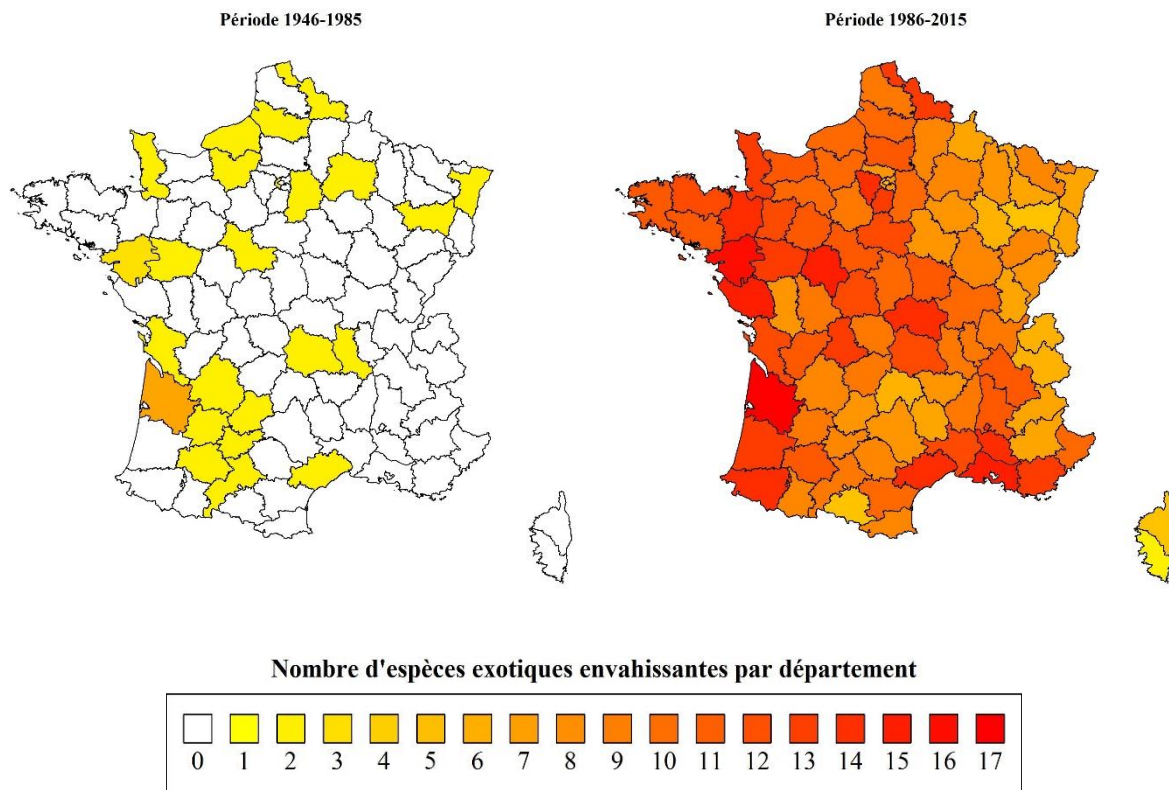 Période 1946-1985
Période 1986-2015
Nombre d'espèces exotiques envahissantes par département
0 1 2 3 4 5 6 7 8 9 10 11 12 13 14 15 16 17